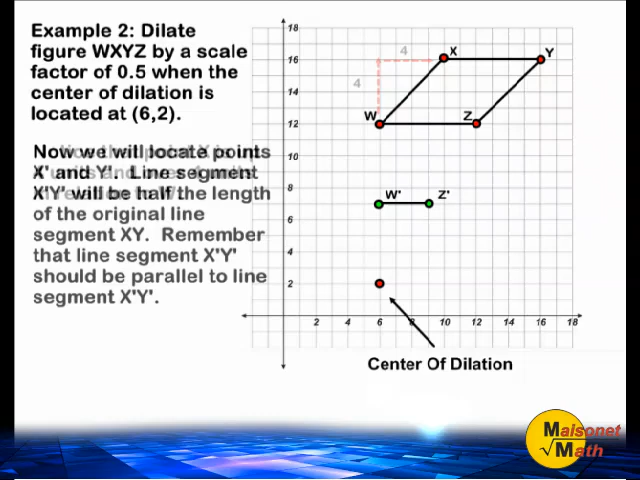 Example 2: Dilate
figure WXYZ by a scale
factor of 0.5 when the
center of dilation is
located at (6,2).
Now we will locate points
X' and Y'. Line segment
X'Y' will be half the length
of the original line
segment XY. Remember
that line segment X'Y'
should be parallel to line
segment X'Y'.
18
16
14
12
10
8
6
4
2
2 4 6 8 10 12 14 16 18
4
4
X
Y
W
Z
W'
Z'
Center Of Dilation
Maisonet
√Math